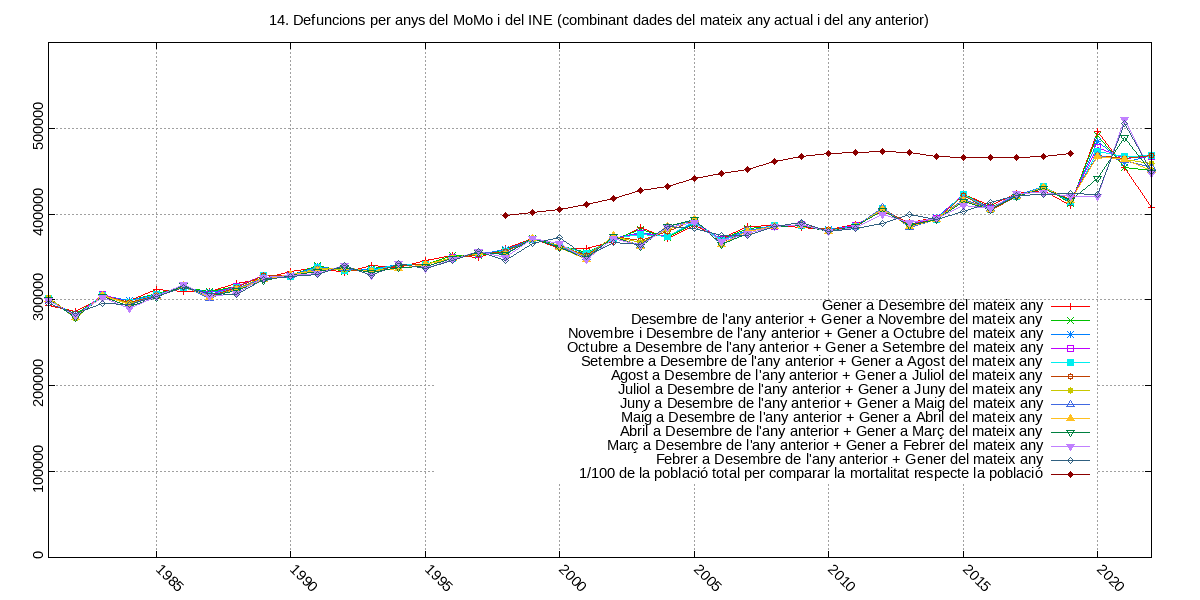 14. Defuncions per anys del MoMo i del INE (combinant dades del mateix any actual i del any anterior)
500000
400000
300000
200000
100000
0
Gener a Desembre del mateix any
Desembre de l'any anterior + Gener a Novembre del mateix any
Novembre i Desembre de l'any anterior + Gener a Octubre del mateix any
Octubre a Desembre de l'any anterior + Gener a Setembre del mateix any
Setembre a Desembre de l'any anterior + Gener a Agost del mateix any
Agost a Desembre de l'any anterior + Gener a Juliol del mateix any
Juliol a Desembre de l'any anterior + Gener a Juny del mateix any
Juny a Desembre de l'any anterior + Gener a Maig del mateix any
Maig a Desembre de l'any anterior + Gener a Abril del mateix any
Abril a Desembre de l'any anterior + Gener a Març del mateix any
Març a Desembre de l'any anterior + Gener a Febrer del mateix any
Febrer a Desembre de l'any anterior + Gener del mateix any
1/100 de la població total per comparar la mortalitat respecte la població
1985
1990
1995
2000
2005
2010
2015
2020